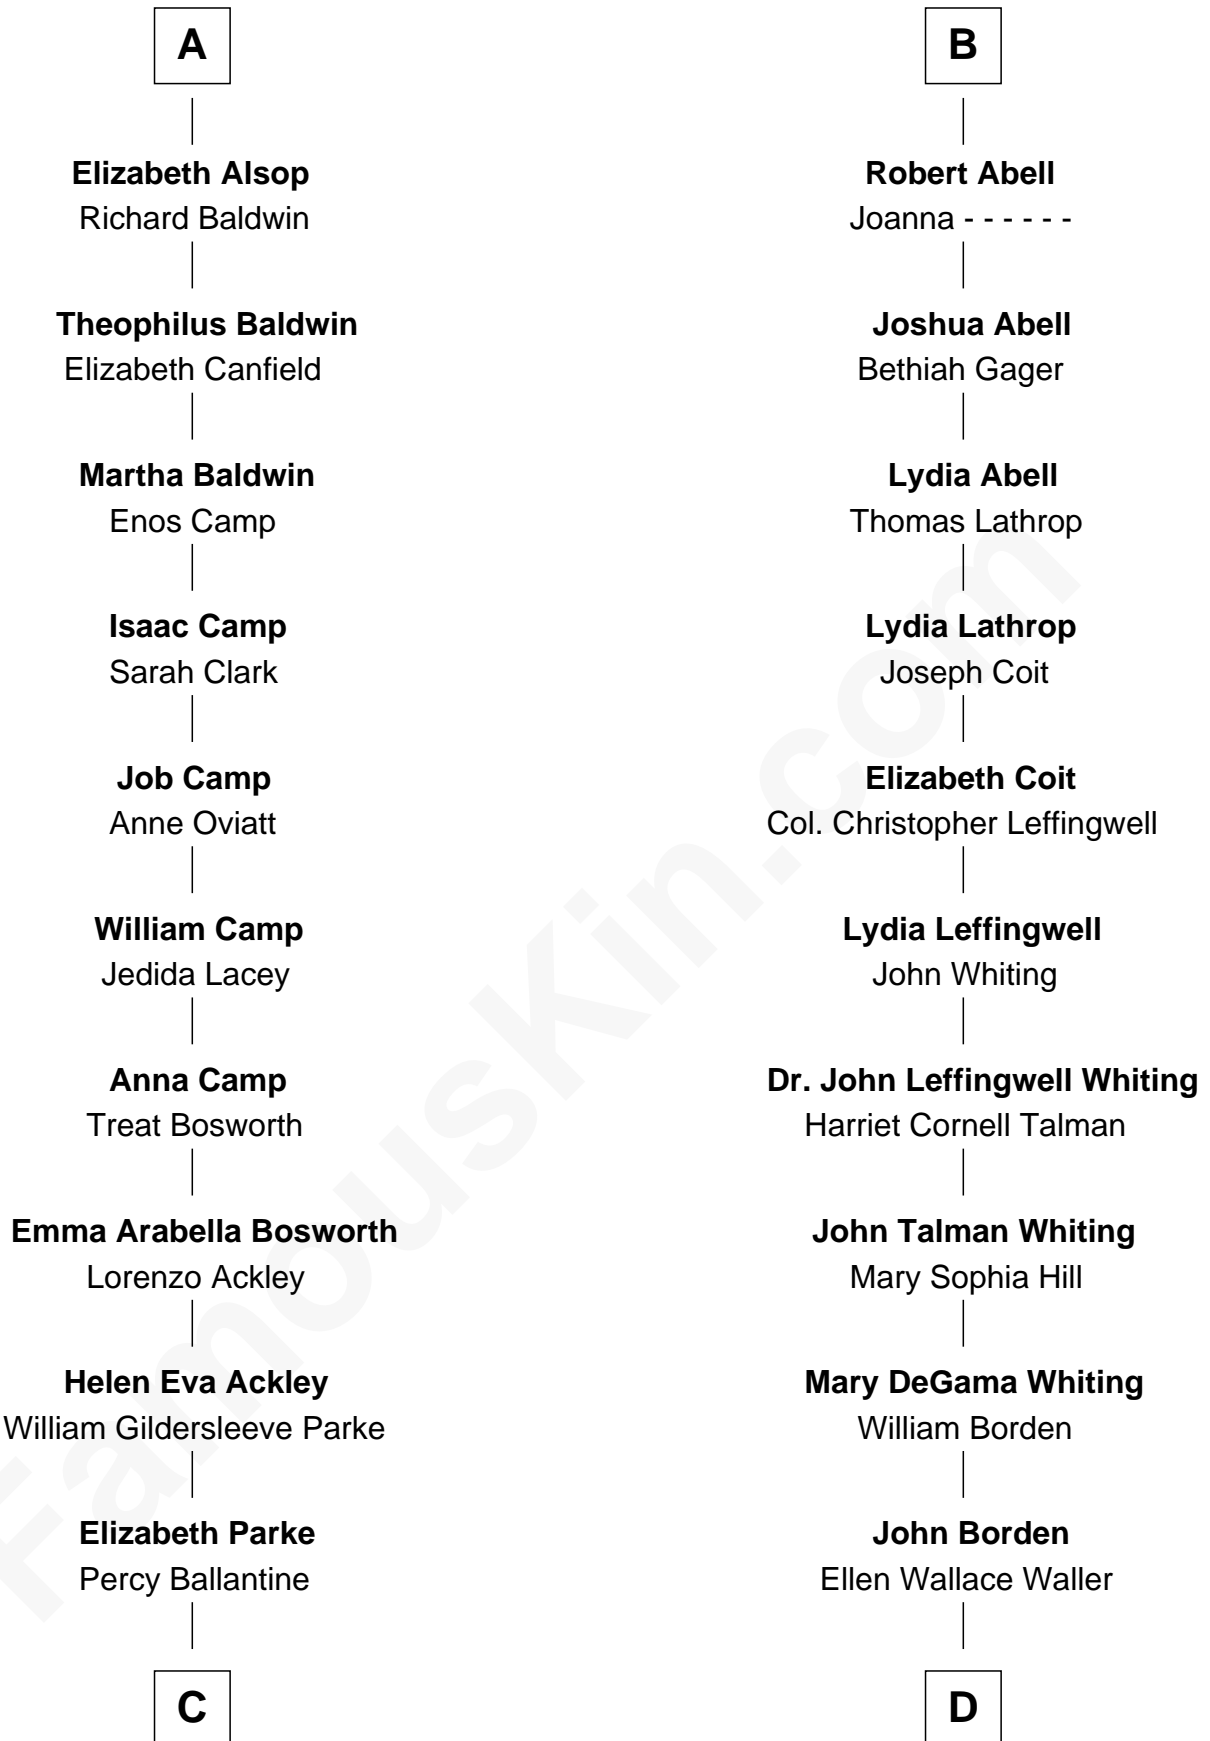 A
Elizabeth Alsop
Richard Baldwin
Theophilus Baldwin
Elizabeth Canfield
Martha Baldwin
Enos Camp
Isaac Camp
Sarah Clark
Job Camp
Anne Oviatt
William Camp
Jedida Lacey
Anna Camp
Treat Bosworth
Emma Arabella Bosworth
Lorenzo Ackley
Helen Eva Ackley
William Gildersleeve Parke
Elizabeth Parke
Percy Ballantine
C
B
Robert Abell
Joanna - - - - - -
Joshua Abell
Bethiah Gager
Lydia Abell
Thomas Lathrop
Lydia Lathrop
Joseph Coit
Elizabeth Coit
Col. Christopher Leffingwell
Lydia Leffingwell
John Whiting
Dr. John Leffingwell Whiting
Harriet Cornell Talman
John Talman Whiting
Mary Sophia Hill
Mary DeGama Whiting
William Borden
John Borden
Ellen Wallace Waller
D
FamousKin.com